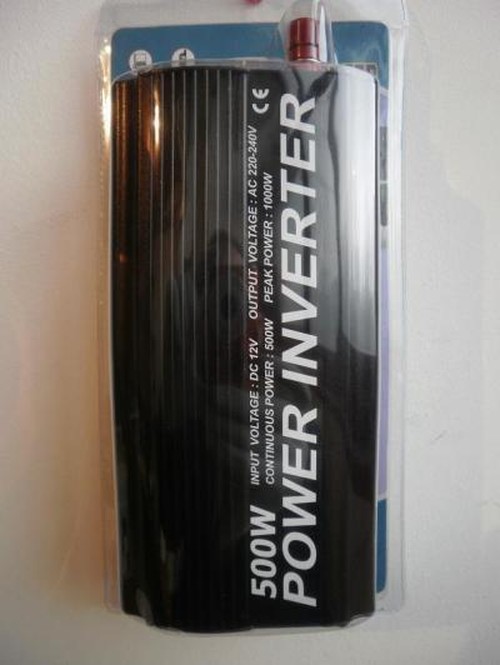 CE
INPUT VOLTAGE : DC 12V OUTPUT VOLTAGE : AC 220-240V
CONTINUOUS POWER : 500W PEAK POWER : 1000W
500W
POWER INVERTER